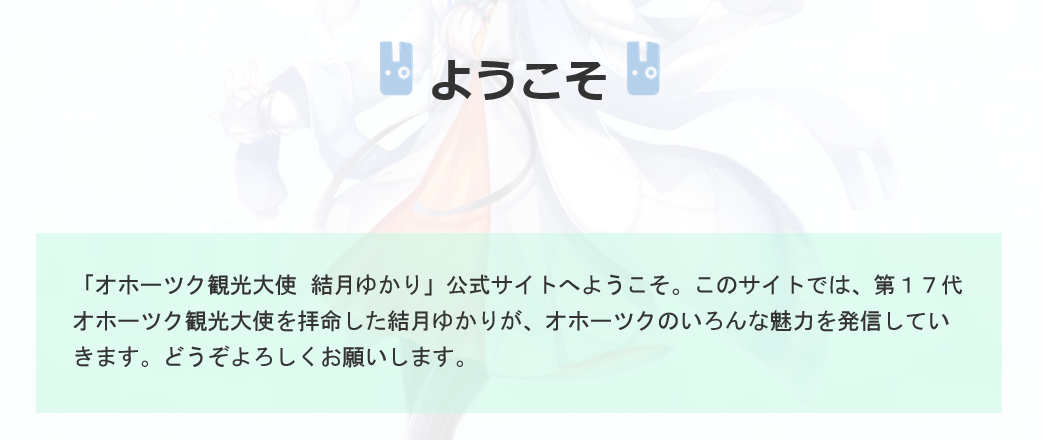 ようこそ
「オホーツク観光大使 結月ゆかり」公式サイトへようこそ。このサイトでは、第１７代
オホーツク観光大使を拝命した結月ゆかりが、オホーツクのいろんな魅力を発信してい
きます。どうぞよろしくお願いします。